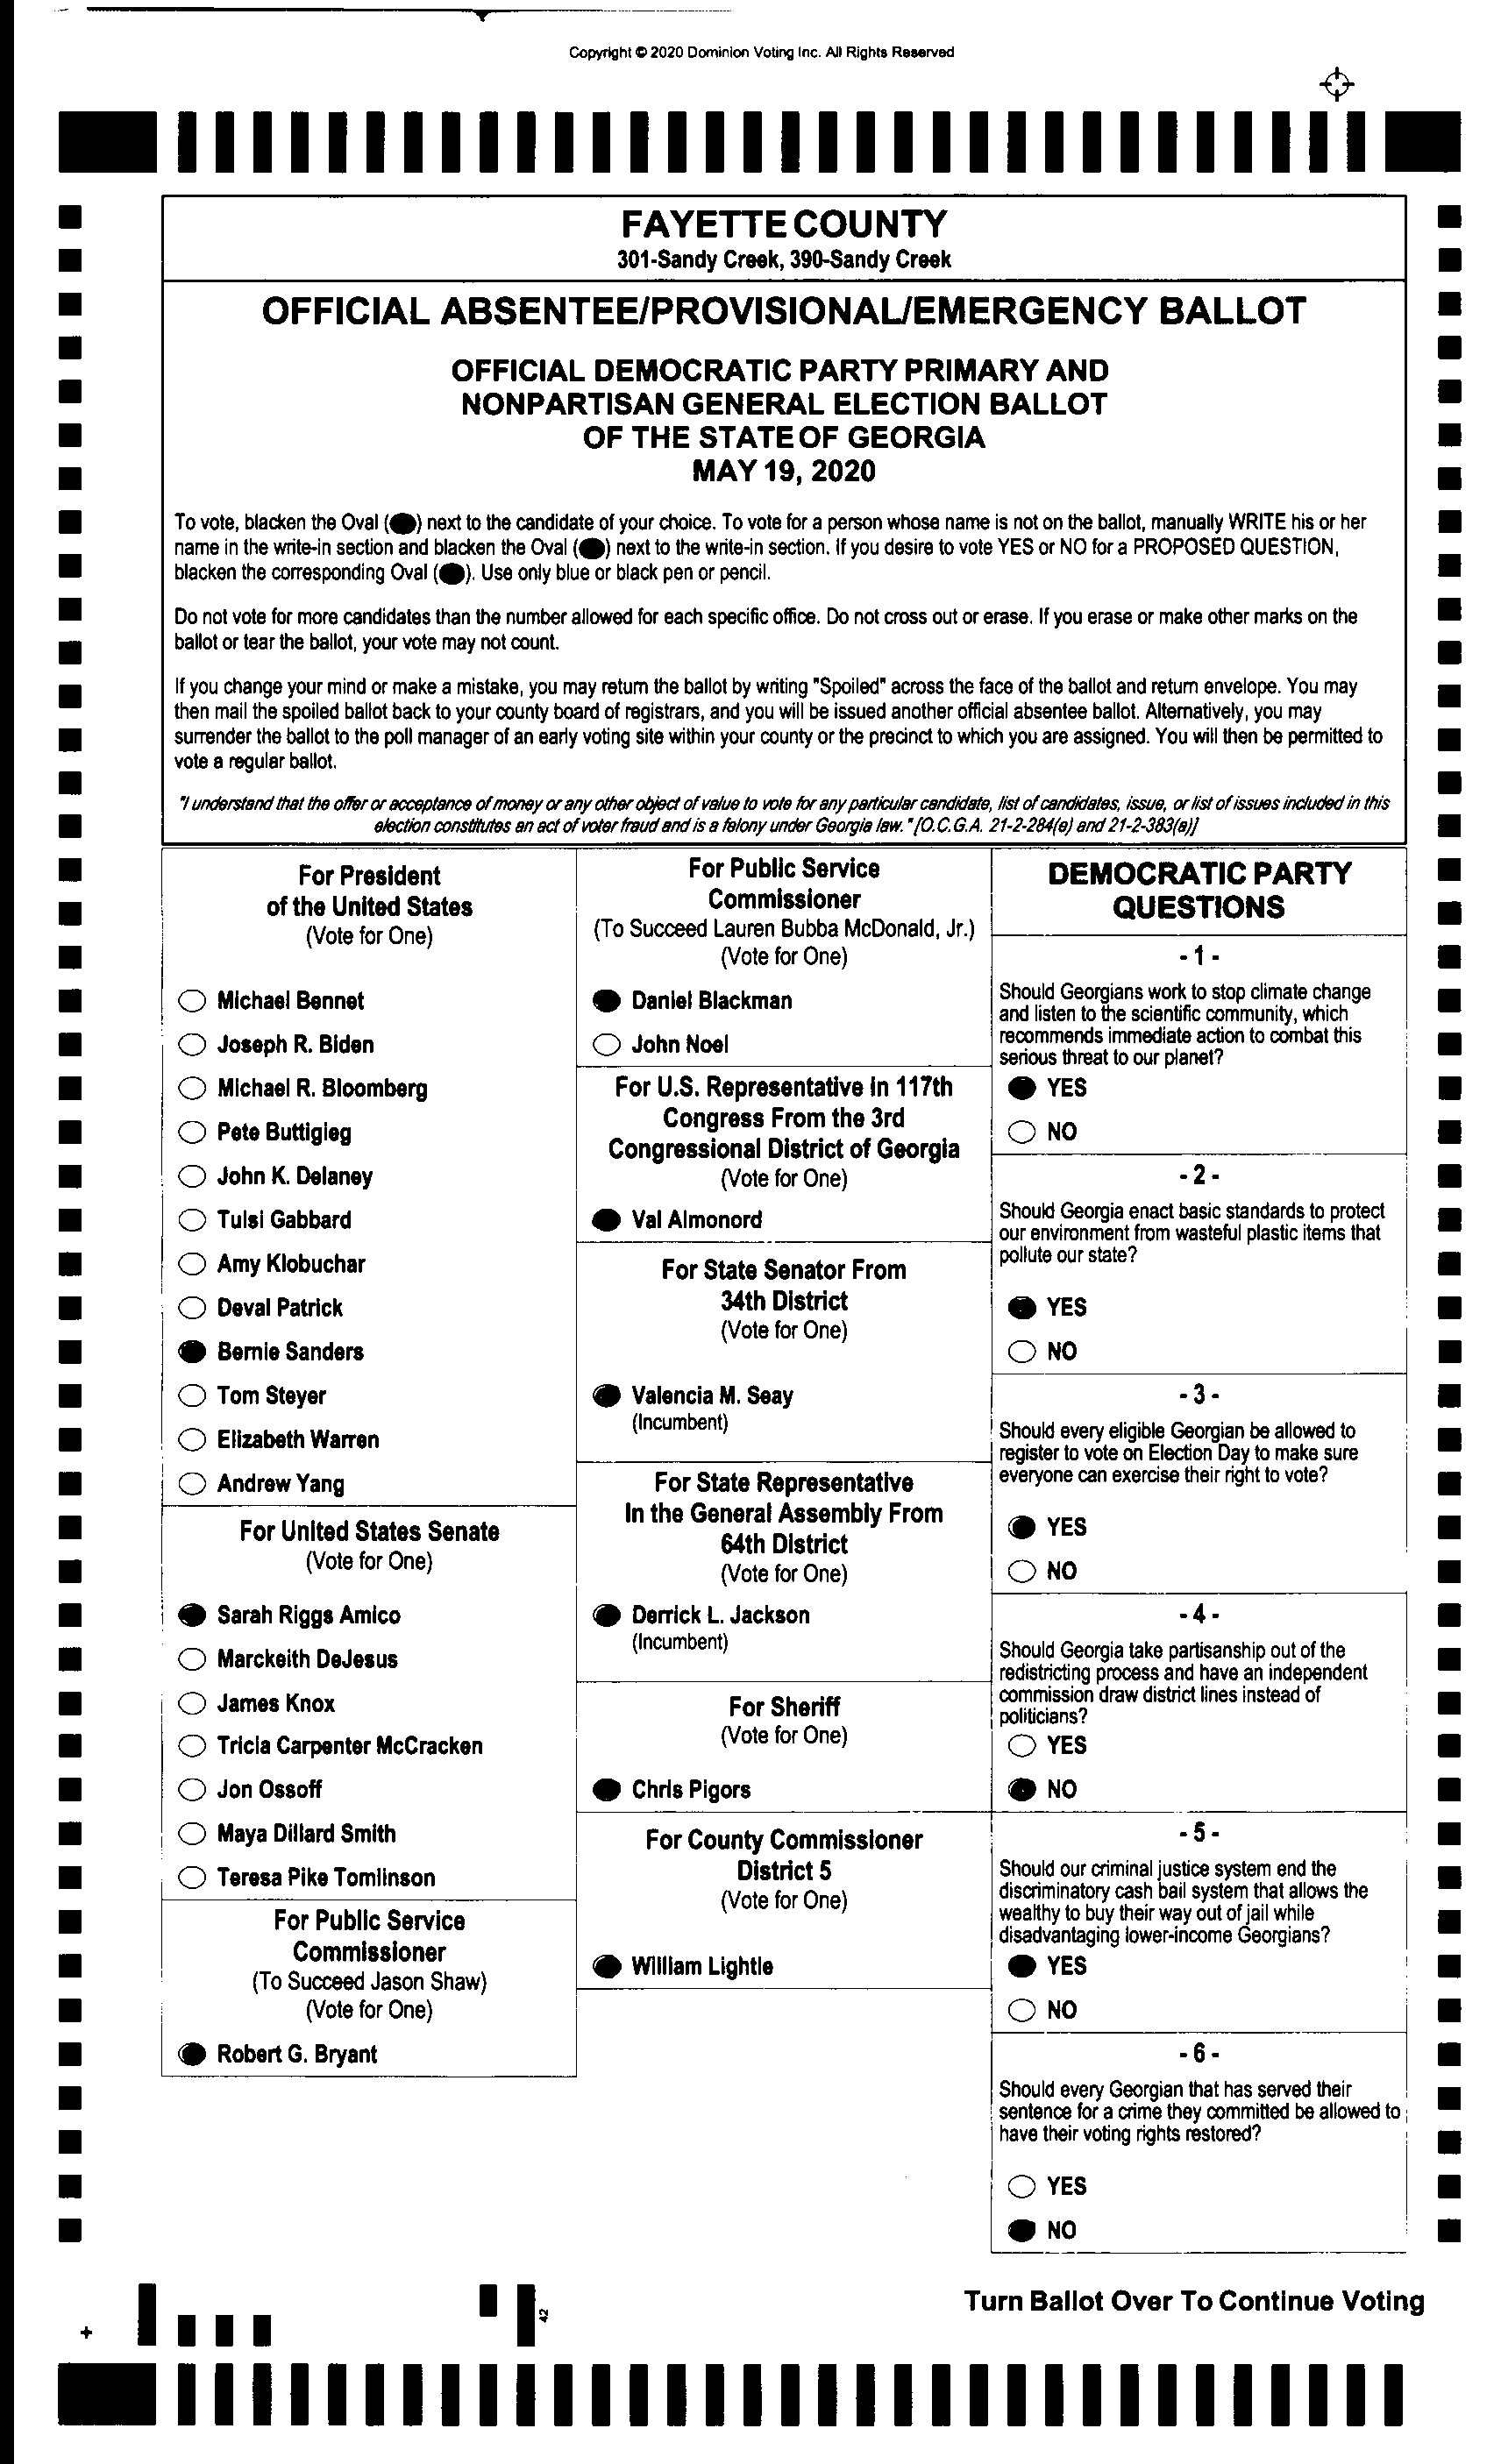 Copyright © 2020 Dominion Voting Inc. All Rights Reserved
FAYETTE COUNTY
301-Sandy Creek, 390-Sandy Creek
OFFICIAL ABSENTEE/PROVISIONAL/EMERGENCY BALLOT
OFFICIAL DEMOCRATIC PARTY PRIMARY AND
NONPARTISAN GENERAL ELECTION BALLOT
OF THE STATE OF GEORGIA
MAY 19, 2020
To vote, blacken the Oval ( ) next to the candidate of your choice. To vote for a person whose name is not on the ballot, manually WRITE his or her
name in the write-in section and blacken the Oval ( ) next to the write-in section. If you desire to vote YES or NO for a PROPOSED QUESTION,
blacken the corresponding Oval ( ). Use only blue or black pen or pencil.
Do not vote for more candidates than the number allowed for each specific office. Do not cross out or erase. If you erase or make other marks on the
ballot or tear the ballot, your vote may not count.
If you change your mind or make a mistake, you may return the ballot by writing "Spoiled" across the face of the ballot and return envelope. You may
then mail the spoiled ballot back to your county board of registrars, and you will be issued another official absentee ballot. Alternatively, you may
surrender the ballot to the poll manager of an early voting site within your county or the precinct to which you are assigned. You will then be permitted to
vote a regular ballot.
"I understand that the offer or acceptance of money or any other object of value to vote for any particular candidate, list of candidates, issue, or list of issues included in this
election constitutes an act of voter fraud and is a felony under Georgia law." [O.C.G.A. 21-2-284(e) and 21-2-383(a)]
For President
of the United States
(Vote for One)
Michael Bennet
Joseph R. Biden
Michael R. Bloomberg
Pete Buttigieg
John K. Delaney
Tulsi Gabbard
Amy Klobuchar
Deval Patrick
Bernie Sanders
Tom Steyer
Elizabeth Warren
Andrew Yang
For United States Senate
(Vote for One)
Sarah Riggs Amico
Marckeith DeJesus
James Knox
Tricia Carpenter McCracken
Jon Ossoff
Maya Dillard Smith
Teresa Pike Tomlinson
For Public Service
Commissioner
(To Succeed Jason Shaw)
(Vote for One)
Robert G. Bryant
For Public Service
Commissioner
(To Succeed Lauren Bubba McDonald, Jr.)
(Vote for One)
Daniel Blackman
John Noel
For U.S. Representative in 117th
Congress From the 3rd
Congressional District of Georgia
(Vote for One)
Val Almonord
For State Senator From
34th District
(Vote for One)
Valencia M. Seay
(Incumbent)
For State Representative
In the General Assembly From
64th District
(Vote for One)
Derrick L. Jackson
(Incumbent)
For Sheriff
(Vote for One)
Chris Pigors
For County Commissioner
District 5
(Vote for One)
William Lightle
DEMOCRATIC PARTY
QUESTIONS
- 1 -
Should Georgians work to stop climate change
and listen to the scientific community, which
recommends immediate action to combat this
serious threat to our planet?
YES
NO
- 2 -
Should Georgia enact basic standards to protect
our environment from wasteful plastic items that
pollute our state?
YES
NO
- 3 -
Should every eligible Georgian be allowed to
register to vote on Election Day to make sure
everyone can exercise their right to vote?
YES
NO
- 4 -
Should Georgia take partisanship out of the
redistricting process and have an independent
commission draw district lines instead of
politicians?
YES
NO
- 5 -
Should our criminal justice system end the
discriminatory cash bail system that allows the
wealthy to buy their way out of jail while
disadvantaging lower-income Georgians?
YES
NO
- 6 -
Should every Georgian that has served their
sentence for a crime they committed be allowed to
have their voting rights restored?
YES
NO
Turn Ballot Over To Continue Voting
42
+